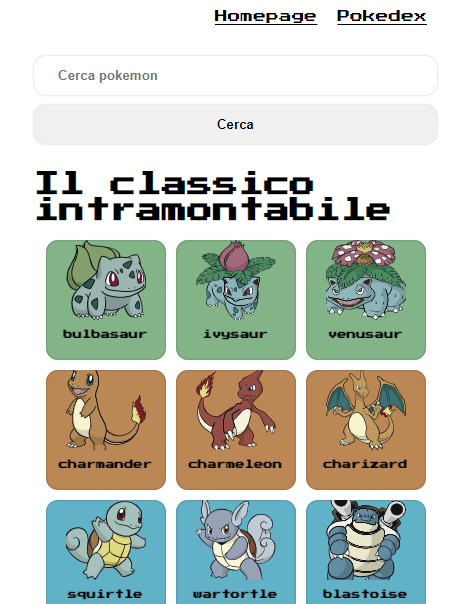 Homepage Pokedex
Cerca pokemon
Cerca
Il classico
intramontabile
bulbasaur ivysaur venusaur
charmander charmeleon charizard
squirtle wartortle blastoise